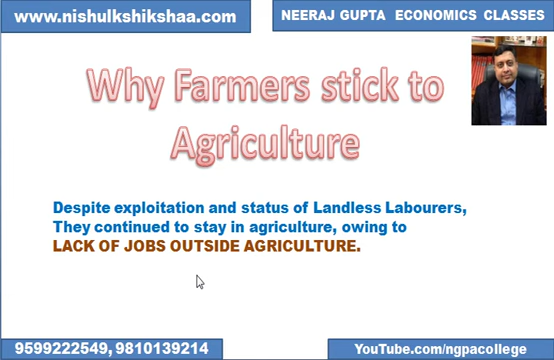 www.nishulkshikshaa.com
NEERAJ GUPTA ECONOMICS CLASSES
Why Farmers stick to
Agriculture
Despite exploitation and status of Landless Labourers,
They continued to stay in agriculture, owing to
LACK OF JOBS OUTSIDE AGRICULTURE.
9599222549, 9810139214
YouTube.com/ngpacollege